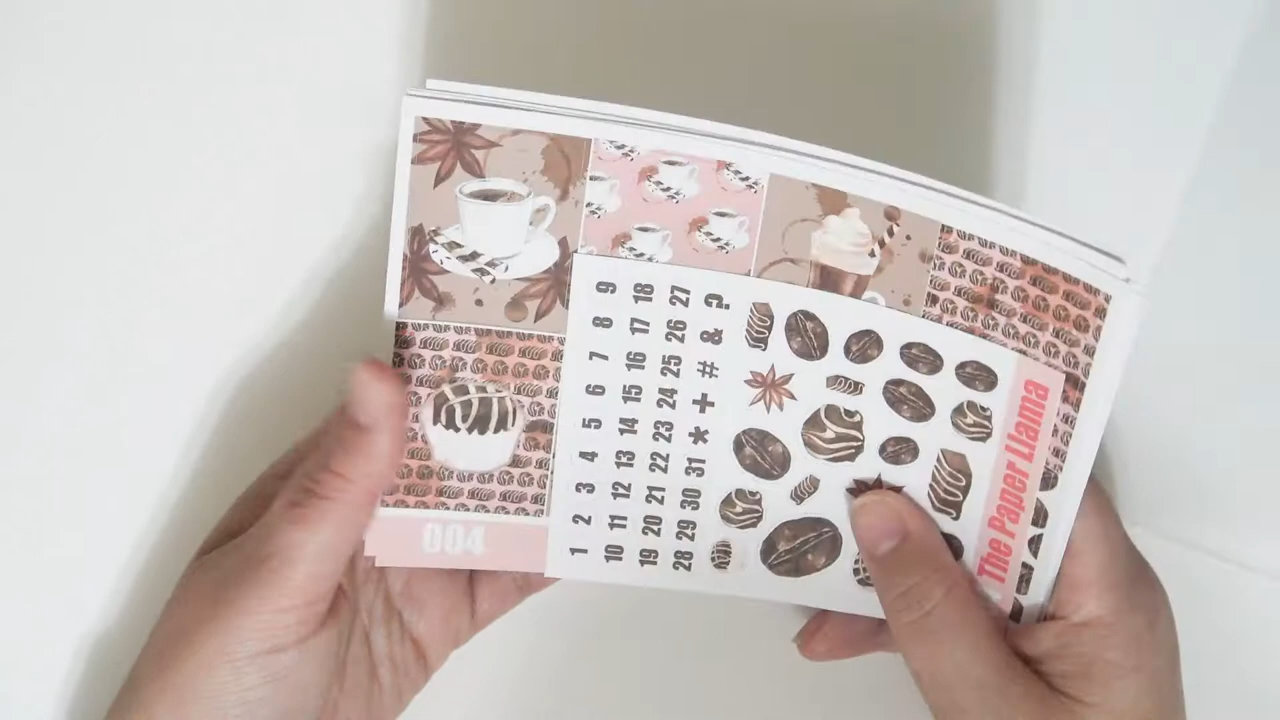 1 2 3 4 5 6 7 8 9
10 11 12 13 14 15 16 17 18
19 20 21 22 23 24 25 26 27
28 29 30 31 * + # & ?
The Paper Llama
004